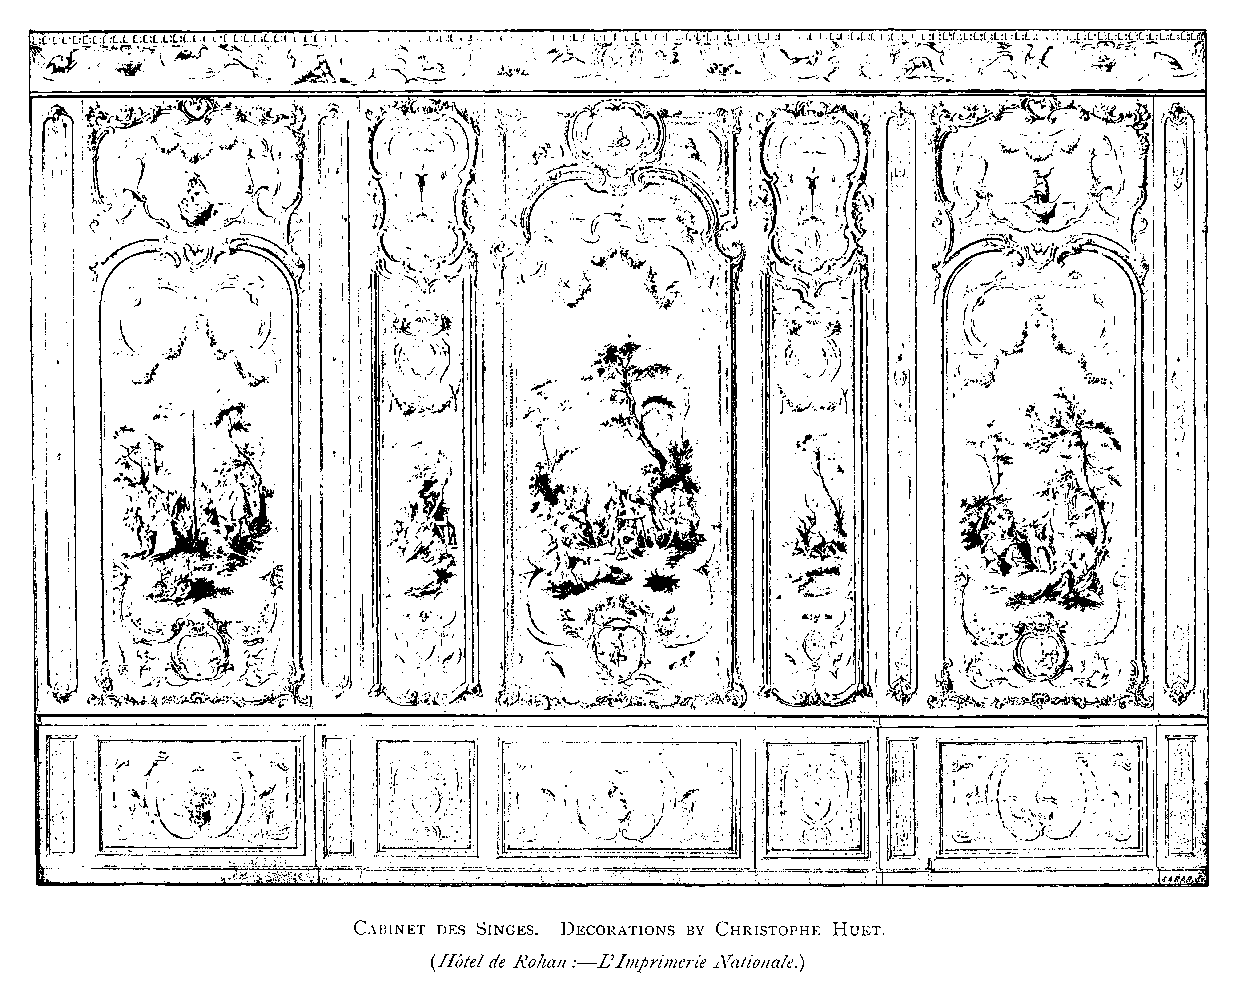 CABINET DES SINGES. DECORATIONS BY CHRISTOPHE HUET.
(Hôtel de Rohan :—L'Imprimerie Nationale.)